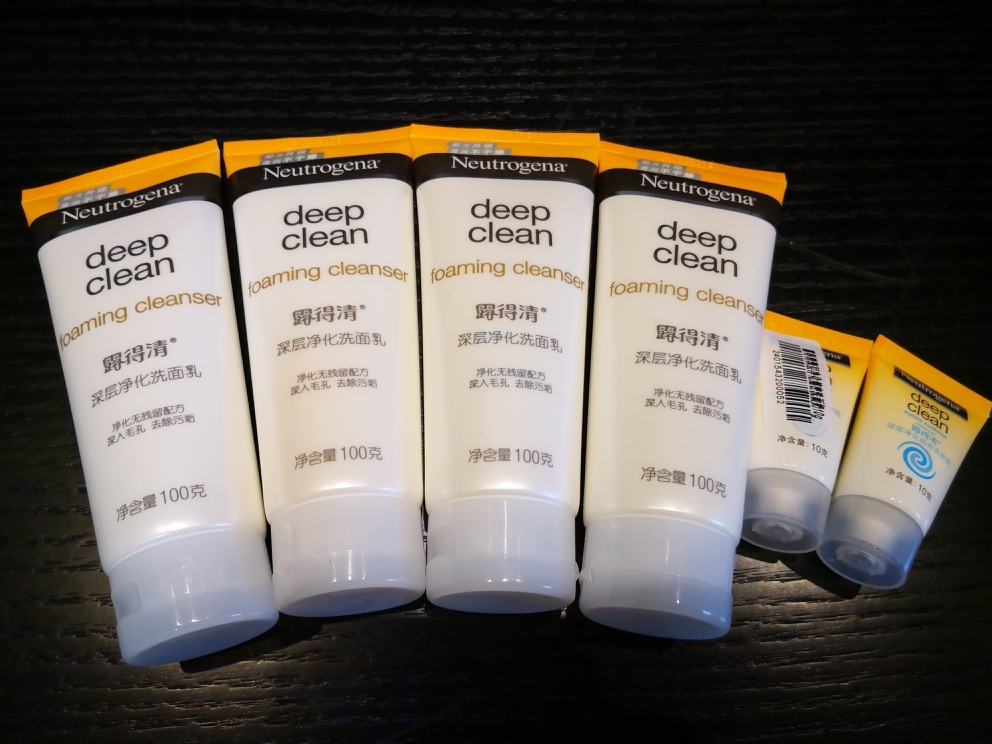 Neutrogena®
deep
clean
foaming cleanser
得清®
深层净化洗面乳
净化无残留配方
深入毛孔 去除污垢
净含量100克
Neutrogena®
deep
clean
foaming cleanser
得清®
深层净化洗面乳
净化无残留配方
深入毛孔 去除污垢
净含量100克
Neutrogena®
deep
clean
foaming cleanser
得清®
深层净化洗面乳
净化无残留配方
深入毛孔 去除污垢
净含量100克
Neutrogena®
deep
clean
foaming cleanser
得清®
深层净化洗面乳
净化无残留配方
深入毛孔 去除污垢
净含量100克
净含量:10克
Neutrogena
deep
clean
净含量:10克